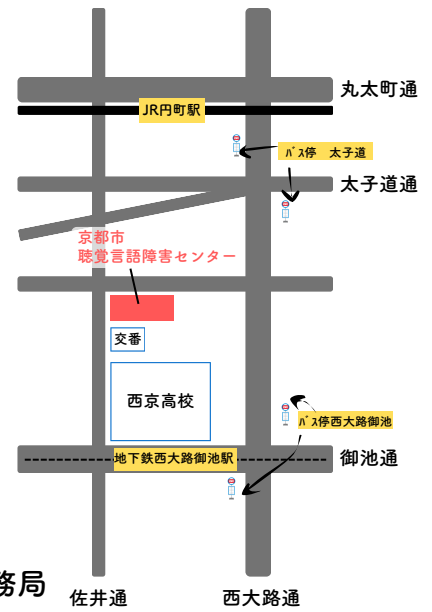 丸太町通
JR円町駅
バス停 太子道
太子道通
京都市
聴覚言語障害センター
交番
西京高校
バス停西大路御池
地下鉄西大路御池駅
御池通
務局
佐井通
西大路通